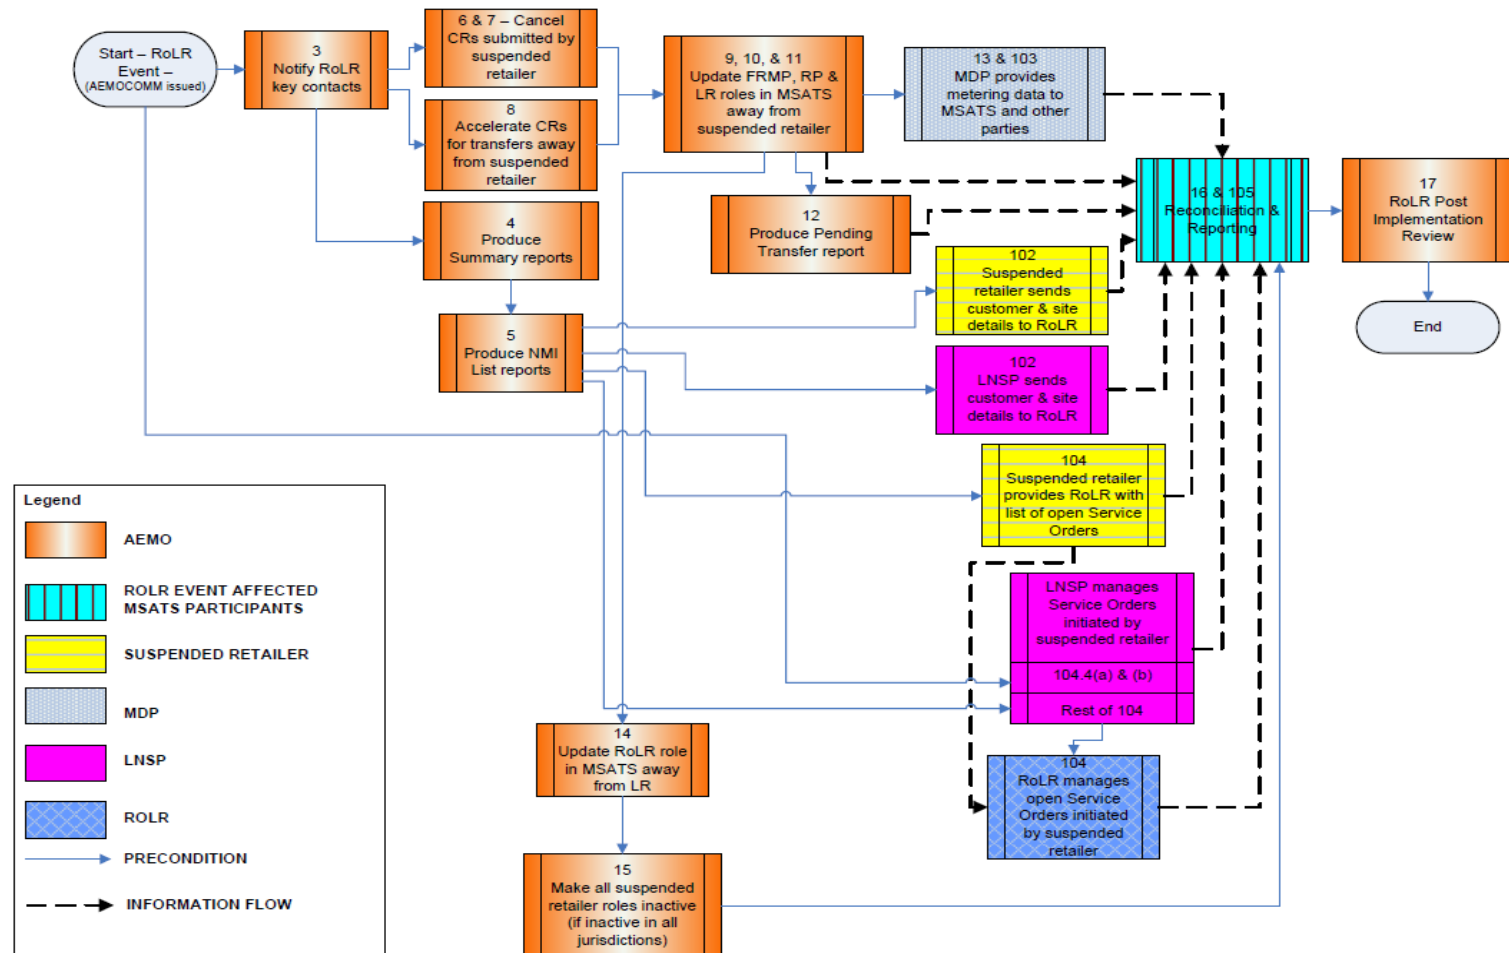 Start – RoLR
Event –
(AEMOCOMM issued)
3
Notify RoLR
key contacts
6 & 7 – Cancel
CRs submitted by
suspended
retailer
8
Accelerate CRs
for transfers away
from suspended
retailer
4
Produce
Summary reports
5
Produce NMI
List reports
9, 10, & 11
Update FRMP, RP &
LR roles in MSATS
away from
suspended retailer
12
Produce Pending
Transfer report
13 & 103
MDP provides
metering data to
MSATS and other
parties
16 & 105
Reconciliation &
Reporting
17
RoLR Post
Implementation
Review
End
102
Suspended
retailer sends
customer & site
details to RoLR
102
LNSP sends
customer & site
details to RoLR
104
Suspended retailer
provides RoLR with
list of open Service
Orders
LNSP manages
Service Orders
initiated by
suspended retailer
104.4(a) & (b)
Rest of 104
104
RoLR manages
open Service
Orders initiated
by suspended
retailer
14
Update RoLR role
in MSATS away
from LR
15
Make all suspended
retailer roles inactive
(if inactive in all
jurisdictions)
Legend
AEMO
ROLR EVENT AFFECTED
MSATS PARTICIPANTS
SUSPENDED RETAILER
MDP
LNSP
ROLR
PRECONDITION
INFORMATION FLOW